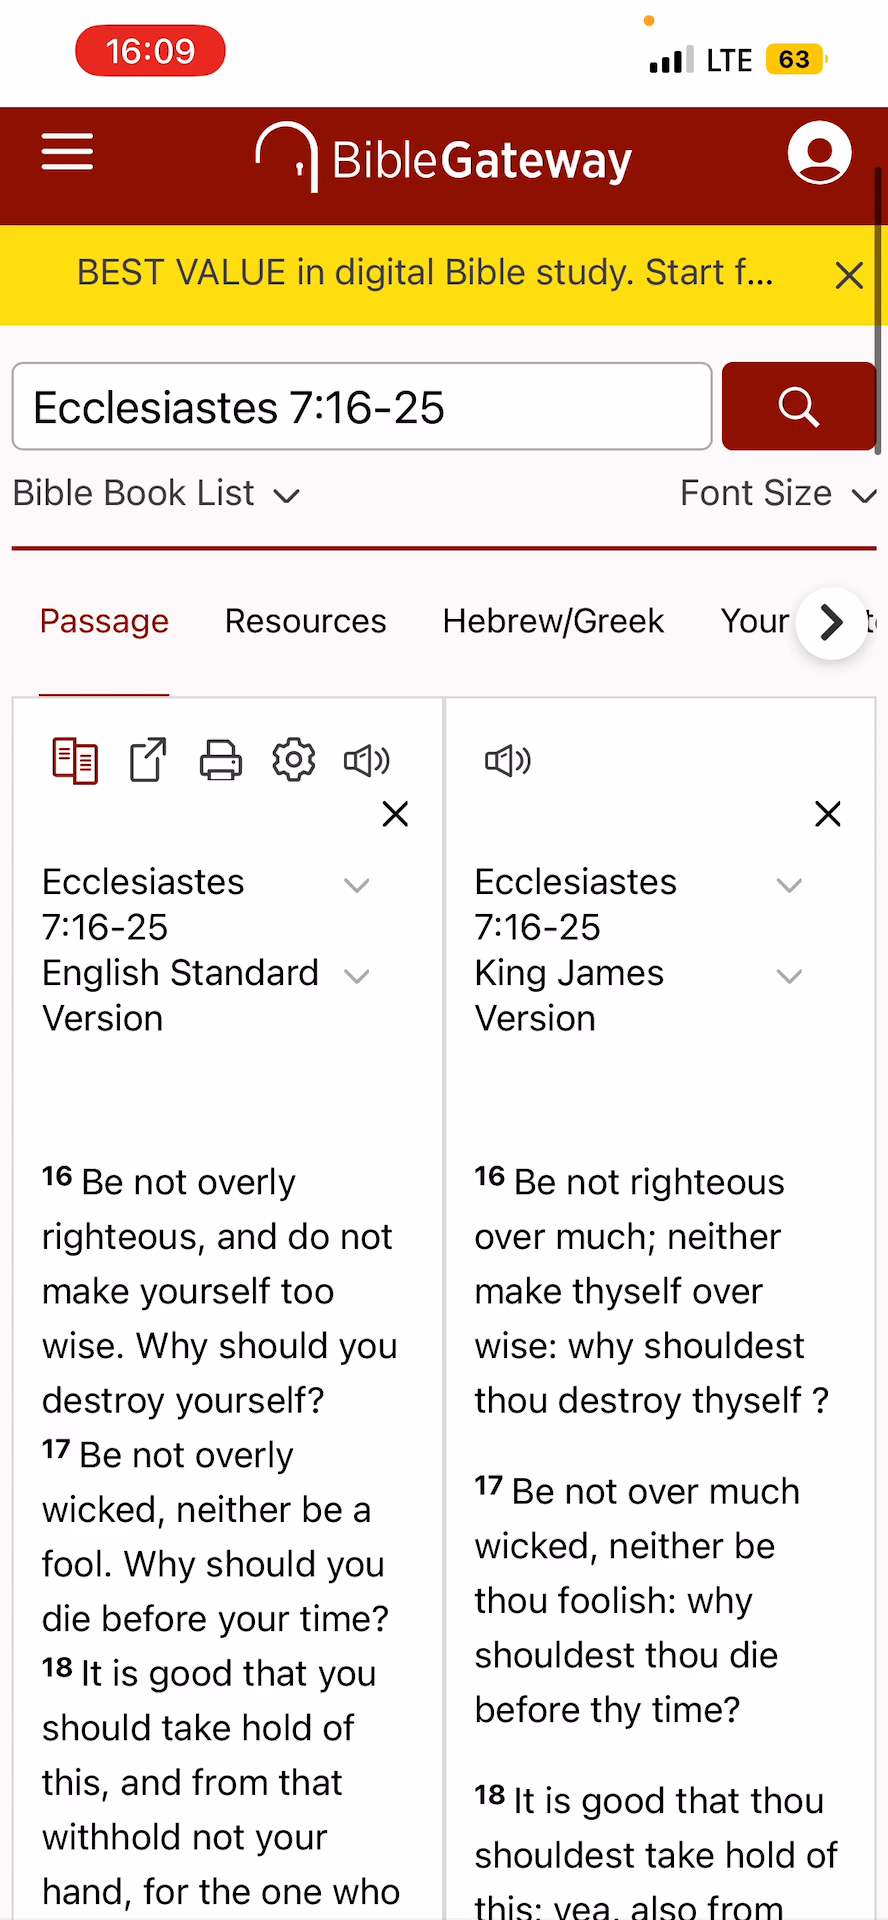 16:09
LTE 63
BibleGateway
BEST VALUE in digital Bible study. Start f...
Ecclesiastes 7:16-25
Bible Book List
Font Size
Passage Resources Hebrew/Greek Your
Ecclesiastes
7:16-25
English Standard
Version
16 Be not overly
righteous, and do not
make yourself too
wise. Why should you
destroy yourself?
17 Be not overly
wicked, neither be a
fool. Why should you
die before your time?
18 It is good that you
should take hold of
this, and from that
withhold not your
hand, for the one who
Ecclesiastes
7:16-25
King James
Version
16 Be not righteous
over much; neither
make thyself over
wise: why shouldest
thou destroy thyself ?
17 Be not over much
wicked, neither be
thou foolish: why
shouldest thou die
before thy time?
18 It is good that thou
shouldest take hold of
this; yea, also from